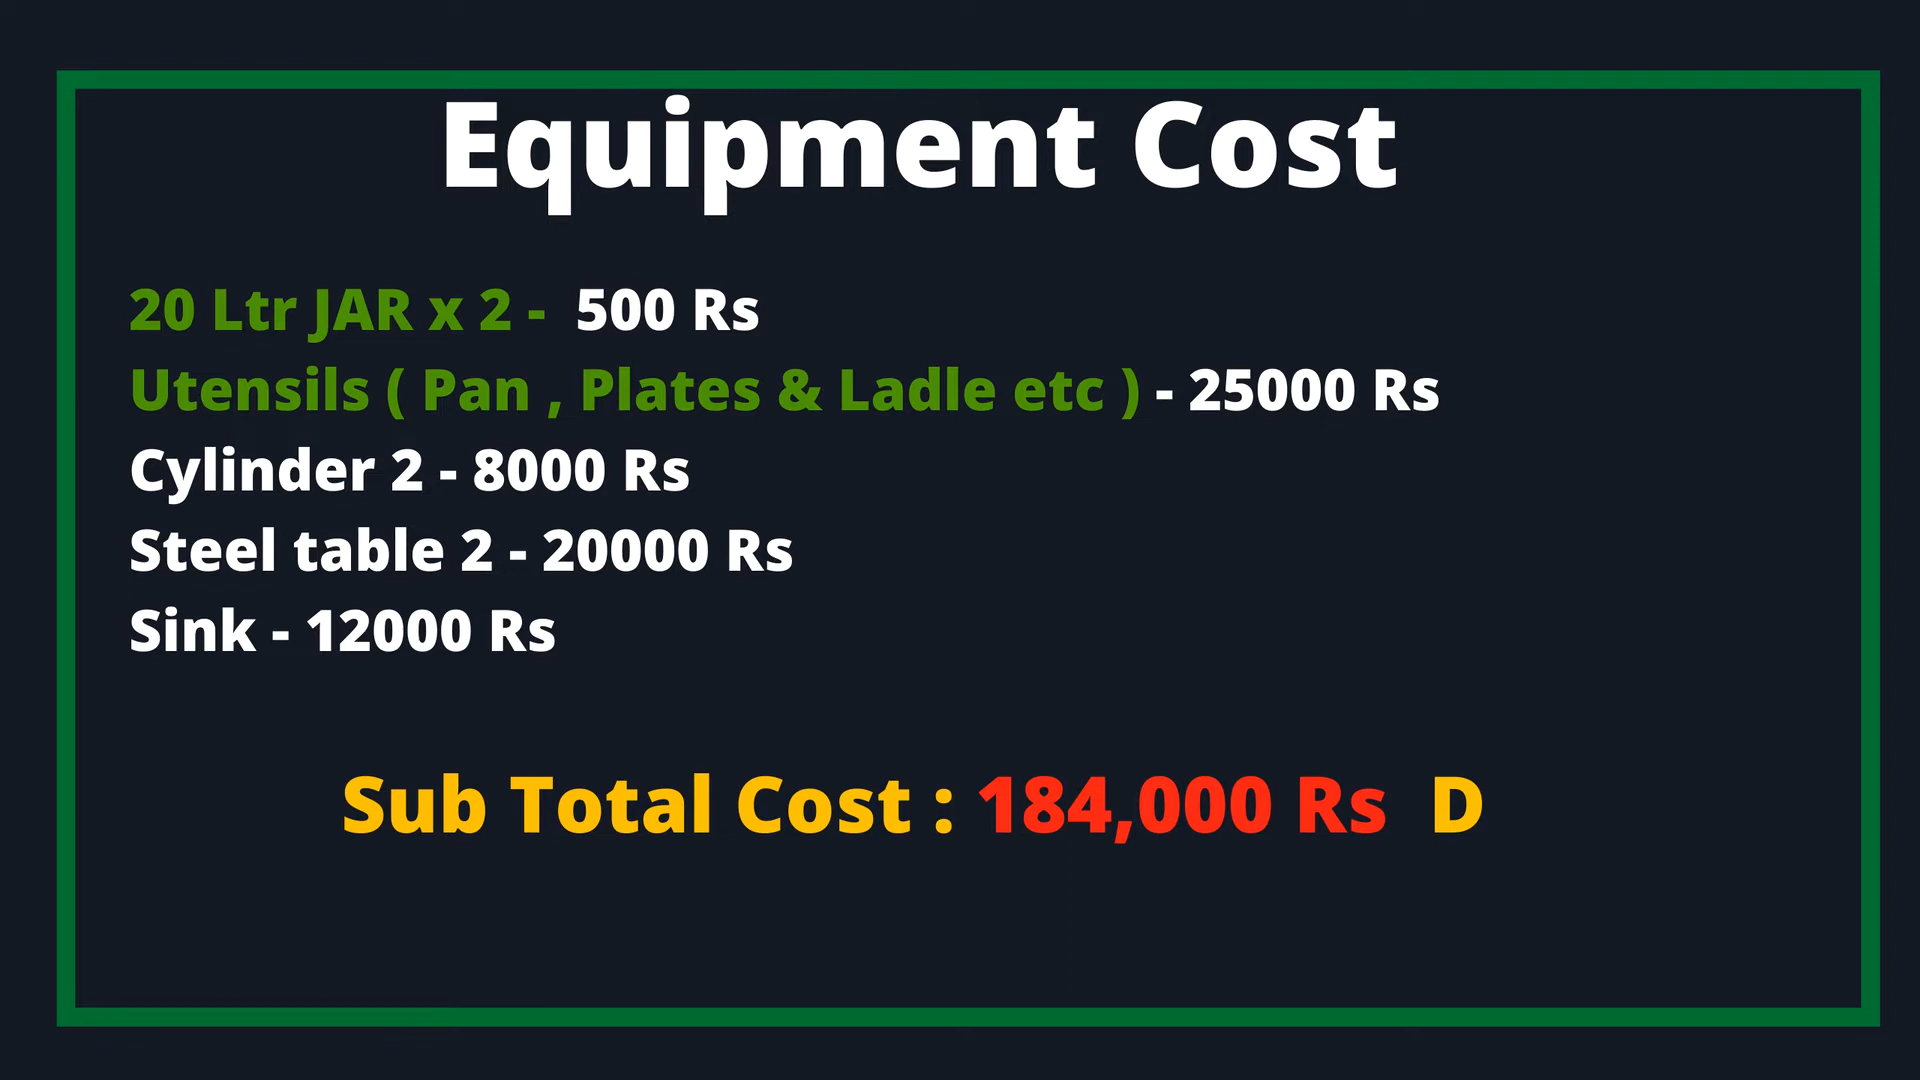 Equipment Cost
20 Ltr JAR x 2 - 500 Rs
Utensils ( Pan , Plates & Ladle etc ) - 25000 Rs
Cylinder 2 - 8000 Rs
Steel table 2 - 20000 Rs
Sink - 12000 Rs
Sub Total Cost : 184,000 Rs D